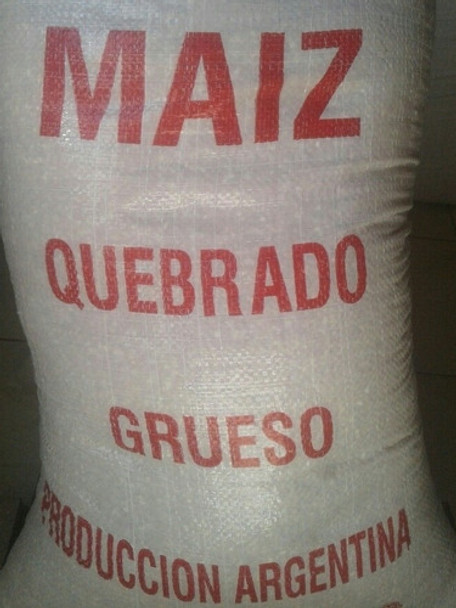 MAIZ
QUEBRADO
GRUESO
PRODUCCION ARGENTINA